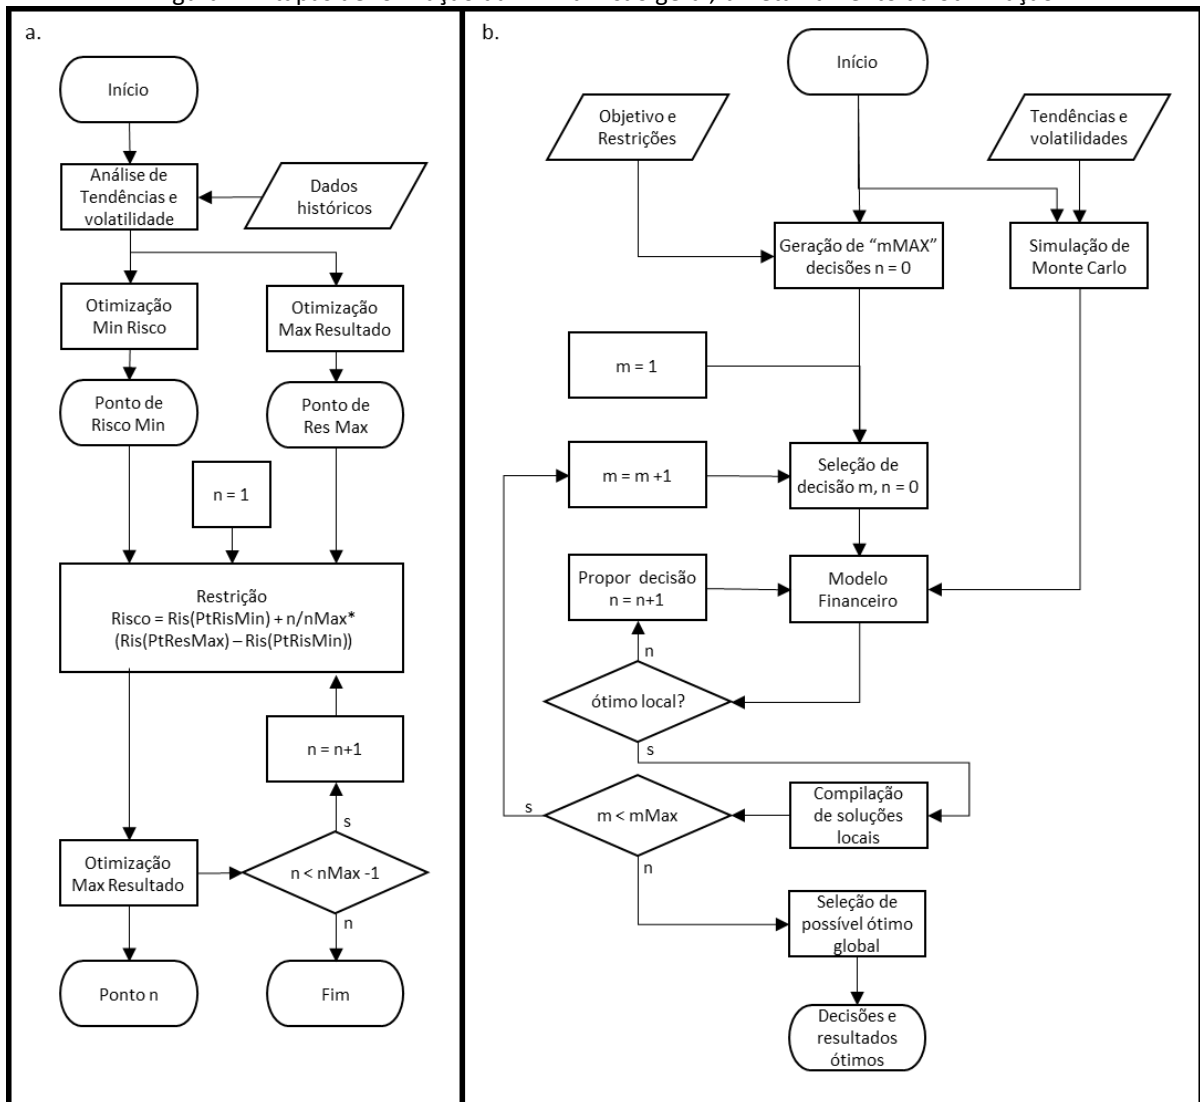 a.
Início
Análise de
Tendências e
volatilidade
Dados
históricos
Otimização
Min Risco
Otimização
Max Resultado
Ponto de
Risco Min
Ponto de
Res Max
n = 1
Restrição
Risco = Ris(PtRisMin) + n/nMax*
(Ris(PtResMax) – Ris(PtRisMin))
n = n+1
s
Otimização
Max Resultado
n < nMax -1
n
Ponto n
Fim
b.
Início
Objetivo e
Restrições
Tendências e
volatilidades
Geração de “mMAX”
decisões n = 0
Simulação de
Monte Carlo
m = 1
m = m +1
Seleção de
decisão m, n = 0
Propor decisão
n = n+1
Modelo
Financeiro
n
ótimo local?
s
s
m < mMax
Compilação
de soluções
locais
n
Seleção de
possível ótimo
global
Decisões e
resultados
ótimos